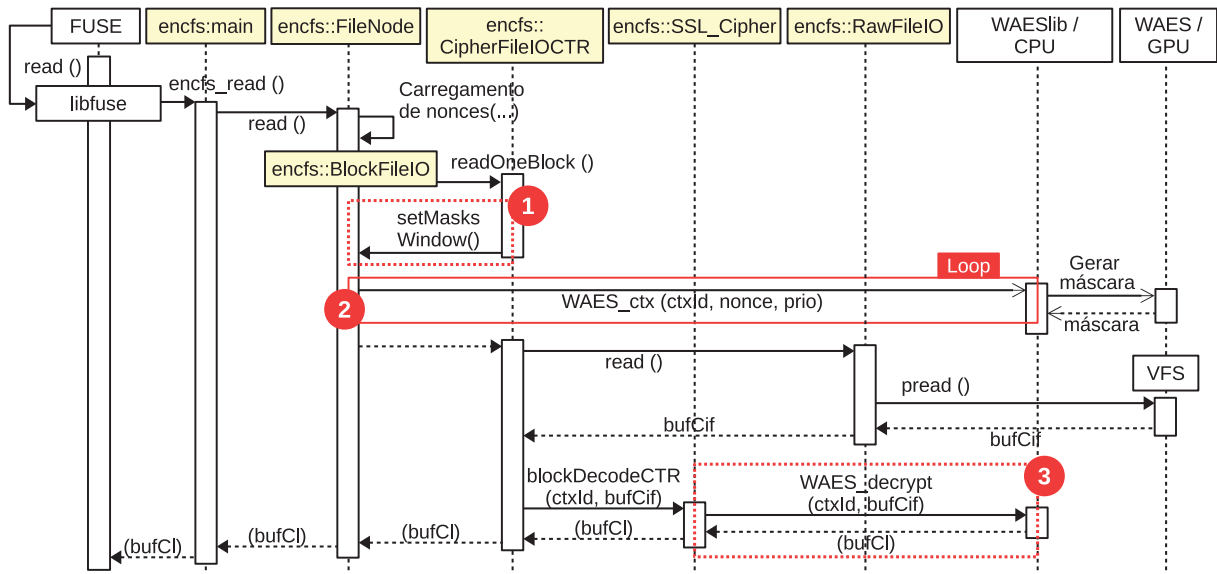 FUSE
encfs:main
encfs::FileNode
encfs::
CipherFileIOCTR
encfs::SSL_Cipher
encfs::RawFileIO
WAESlib /
CPU
WAES /
GPU
read ()
libfuse
encfs_read ()
read ()
Carregamento
de nonces(...)
encfs::BlockFileIO
readOneBlock ()
1
setMasks
Window()
Loop
2
WAES_ctx (ctxId, nonce, prio)
Gerar
máscara
máscara
read ()
VFS
pread ()
bufCif
bufCif
blockDecodeCTR
(ctxId, bufCif)
3
WAES_decrypt
(ctxId, bufCif)
(bufCl)
(bufCl)
(bufCl)
(bufCl)
(bufCl)